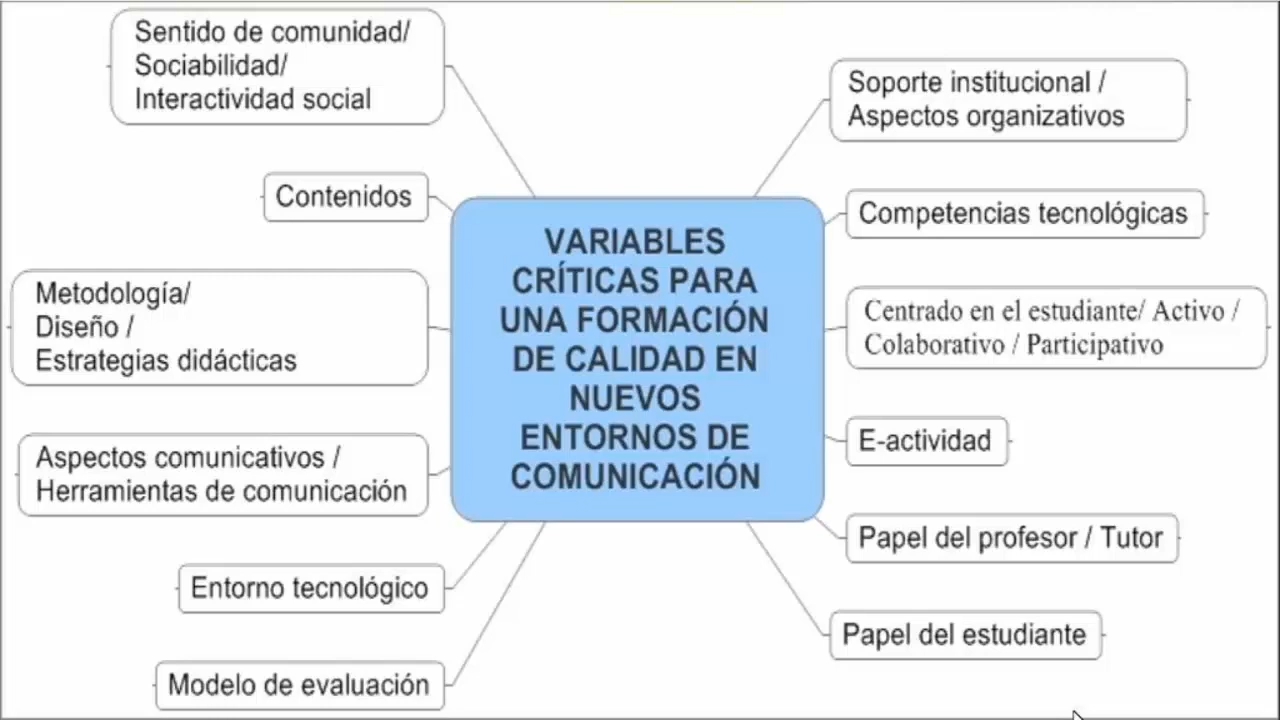 Sentido de comunidad/
Sociabilidad/
Interactividad social
Contenidos
Metodología/
Diseño /
Estrategias didácticas
Aspectos comunicativos /
Herramientas de comunicación
Entorno tecnológico
Modelo de evaluación
VARIABLES
CRÍTICAS PARA
UNA FORMACIÓN
DE CALIDAD EN
NUEVOS
ENTORNOS DE
COMUNICACIÓN
Soporte institucional /
Aspectos organizativos
Competencias tecnológicas
Centrado en el estudiante/ Activo /
Colaborativo / Participativo
E-actividad
Papel del profesor / Tutor
Papel del estudiante